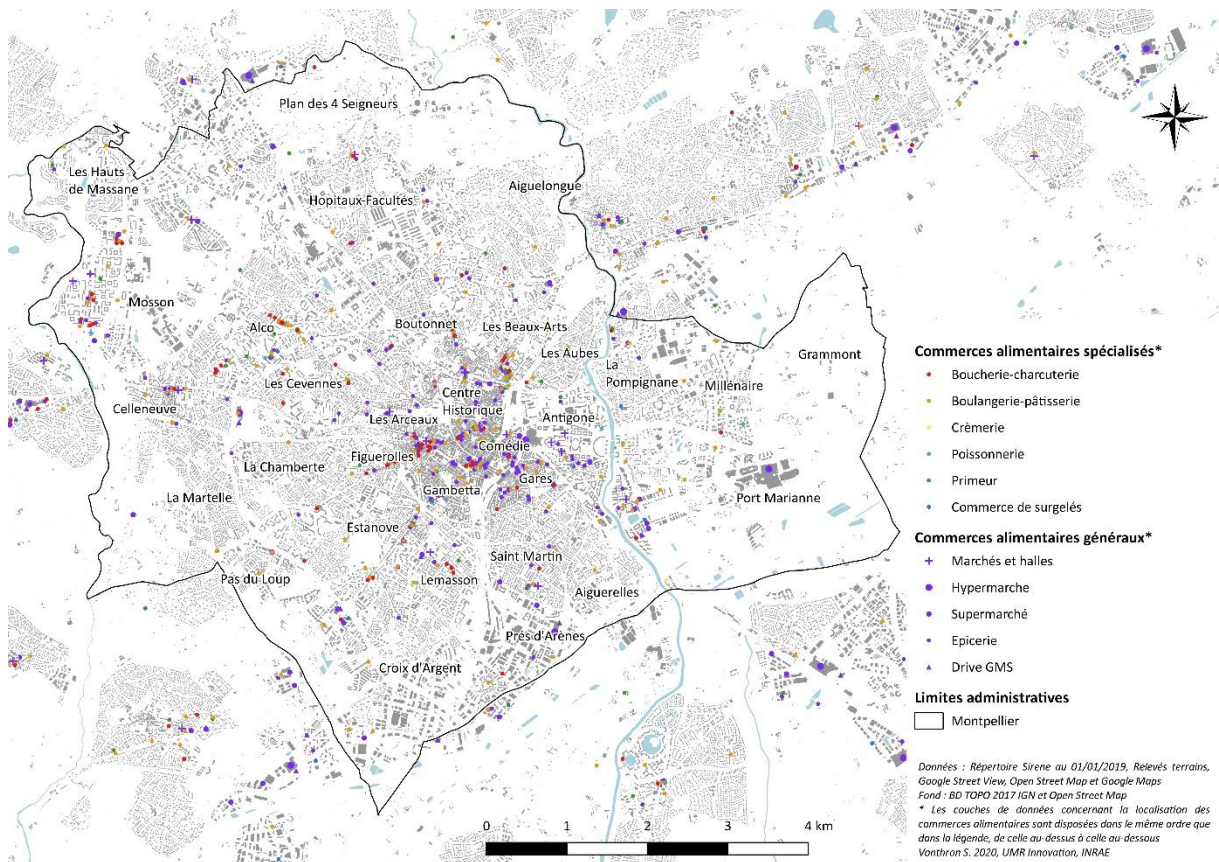 Plan des 4 Seigneurs
Les Hauts
de Massane
Hôpitaux-Facultés
Aiguelongue
Mosson
Alco
Boutonnet
Les Beaux-Arts
Les Aubes
La
Pompignane
Millénaire
Grammont
Les Cevennes
Celleneuve
Centre
Historique
Les Arceaux
Antigone
Comédie
Figuerolles
La Chamberte
Gares
Gambetta
Port Marianne
La Martelle
Estanove
Saint Martin
Pas du Loup
Lemasson
Aiguerelles
Prés d'Arènes
Croix d'Argent
Commerces alimentaires spécialisés*
Boucherie-charcuterie
Boulangerie-pâtisserie
Crèmerie
Poissonnerie
Primeur
Commerce de surgelés
Commerces alimentaires généraux*
Marchés et halles
Hypermarche
Supermarché
Epicerie
Drive GMS
Limites administratives
Montpellier
Données : Répertoire Sirene au 01/01/2019, Relevés terrains,
Google Street View, Open Street Map et Google Maps
Fond : BD TOPO 2017 IGN et Open Street Map
* Les couches de données concernant la localisation des
commerces alimentaires sont disposées dans le même ordre que
dans la légende, de celle au-dessus à celle au-dessous
Vonthron S. 2020, UMR Innovation, INRAE
0 1 2 3 4 km